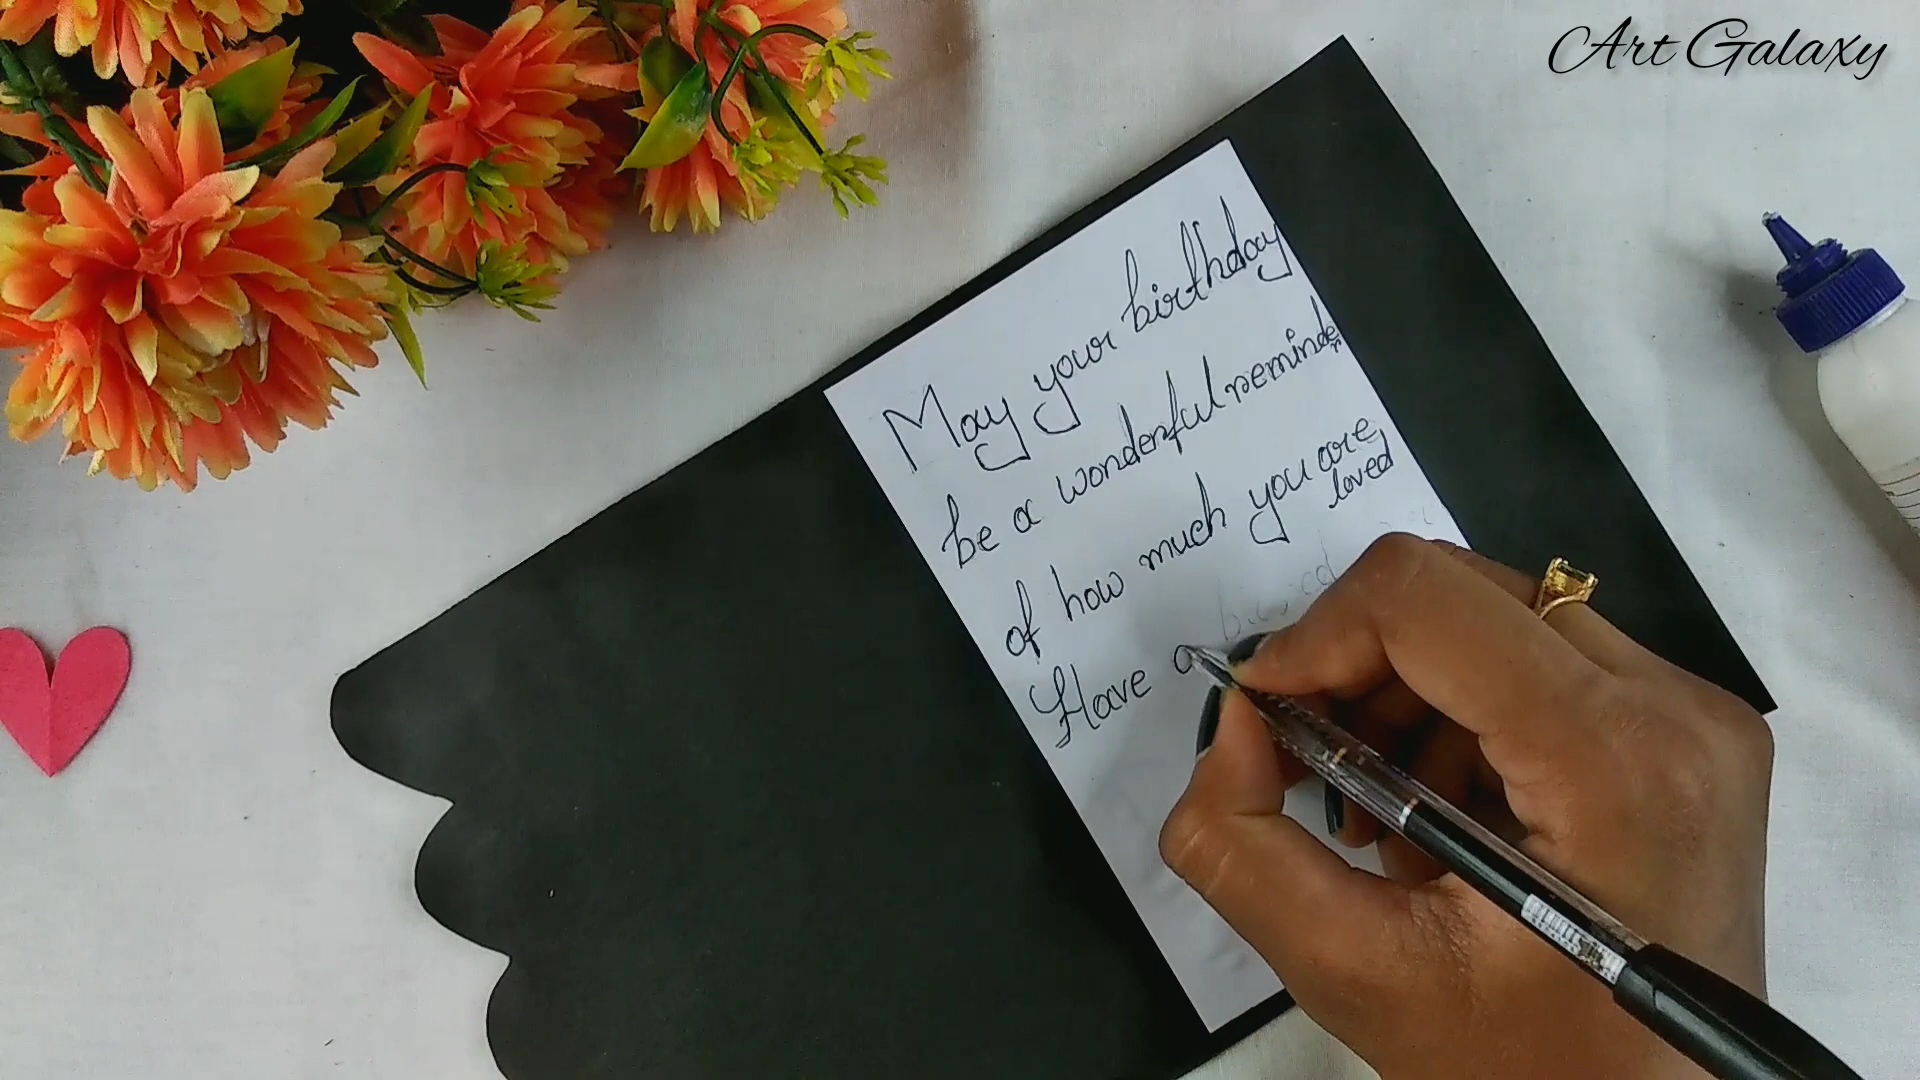 Art Galaxy
May your birthday
be a wonderful reminder
of how much you are
loved
Have a